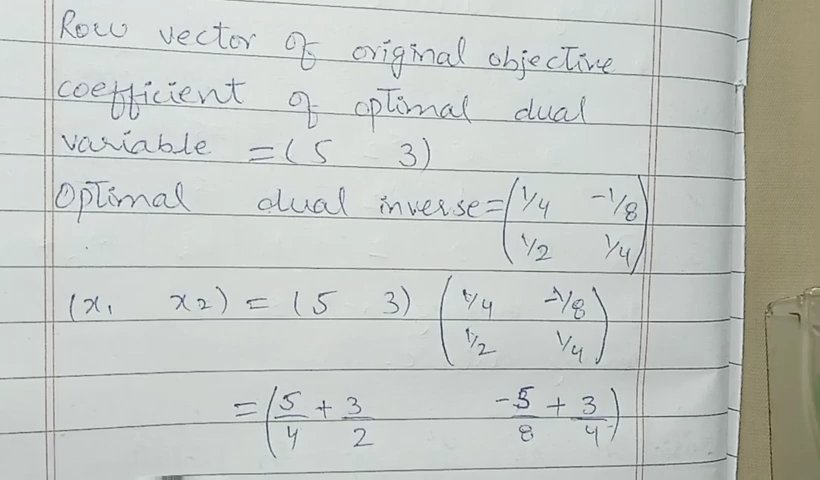 Row vector of original objective
coefficient of optimal dual
variable = (5 3)
Optimal dual inverse = (1/4 -1/8
1/2 1/4)
(x1 x2) = (5 3) (1/4 -1/8
1/2 1/4)
= (5/4 + 3/2 -5/8 + 3/4)